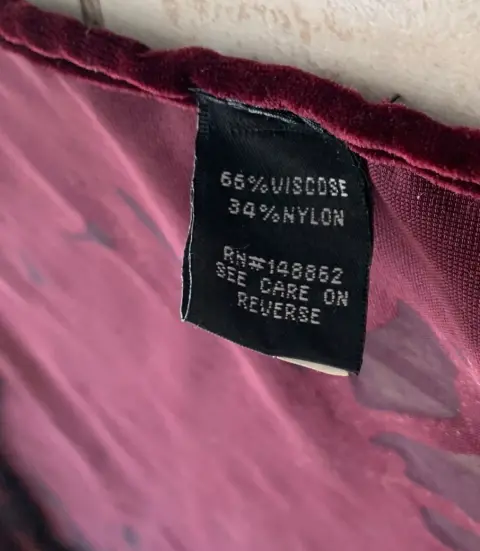 66%VISCOSE
34%NYLON
RN#148862
SEE CARE ON
REVERSE